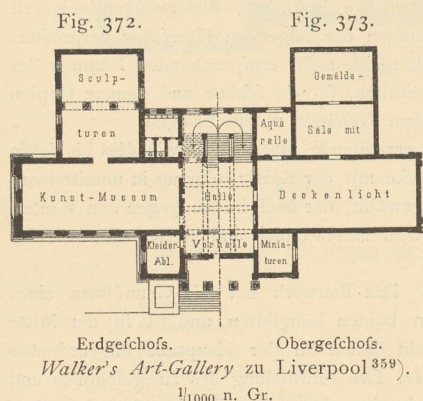 Fig. 372.
Fig. 373.
Sculp-
turen
Gemälde-
Aqua
relle
Säle mit
Kunst-Museum
Halle
Deckenlicht
Kleider
Abl.
Vorhalle
Minia-
turen
Erdgeſchoſs.
Obergeſchoſs.
Walker's Art-Gallery zu Liverpool 359).
1/1000 n. Gr.